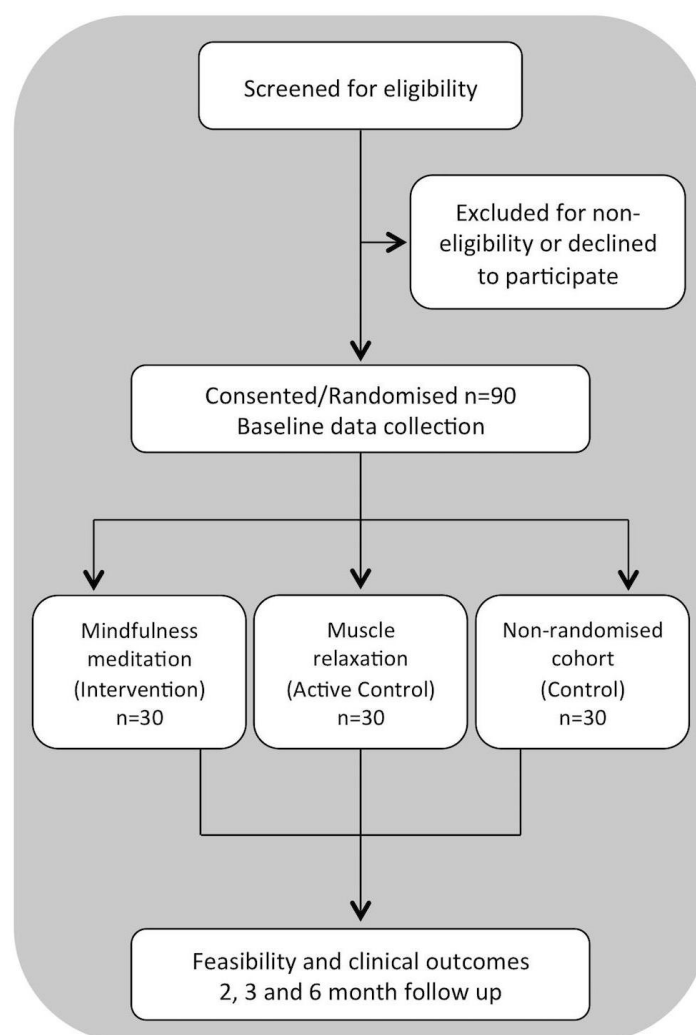 Screened for eligibility
Excluded for non-
eligibility or declined
to participate
Consented/Randomised n=90
Baseline data collection
Mindfulness
meditation
(Intervention)
n=30
Muscle
relaxation
(Active Control)
n=30
Non-randomised
cohort
(Control)
n=30
Feasibility and clinical outcomes
2, 3 and 6 month follow up